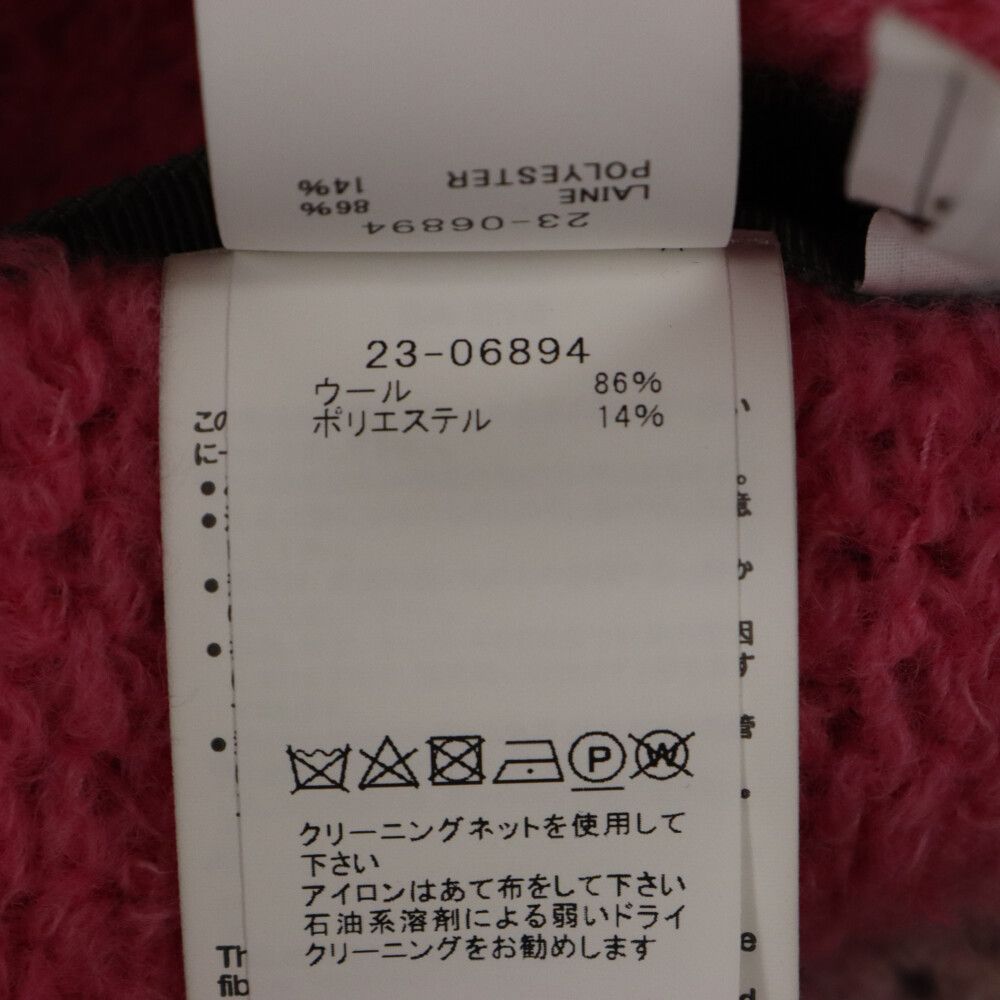 23-06894
LAINE 86%
POLYESTER 14%
23-06894
ウール 86%
ポリエステル 14%
P
W
クリーニングネットを使用して
下さい
アイロンはあて布をして下さい
石油系溶剤による弱いドライ
クリーニングをお勧めします